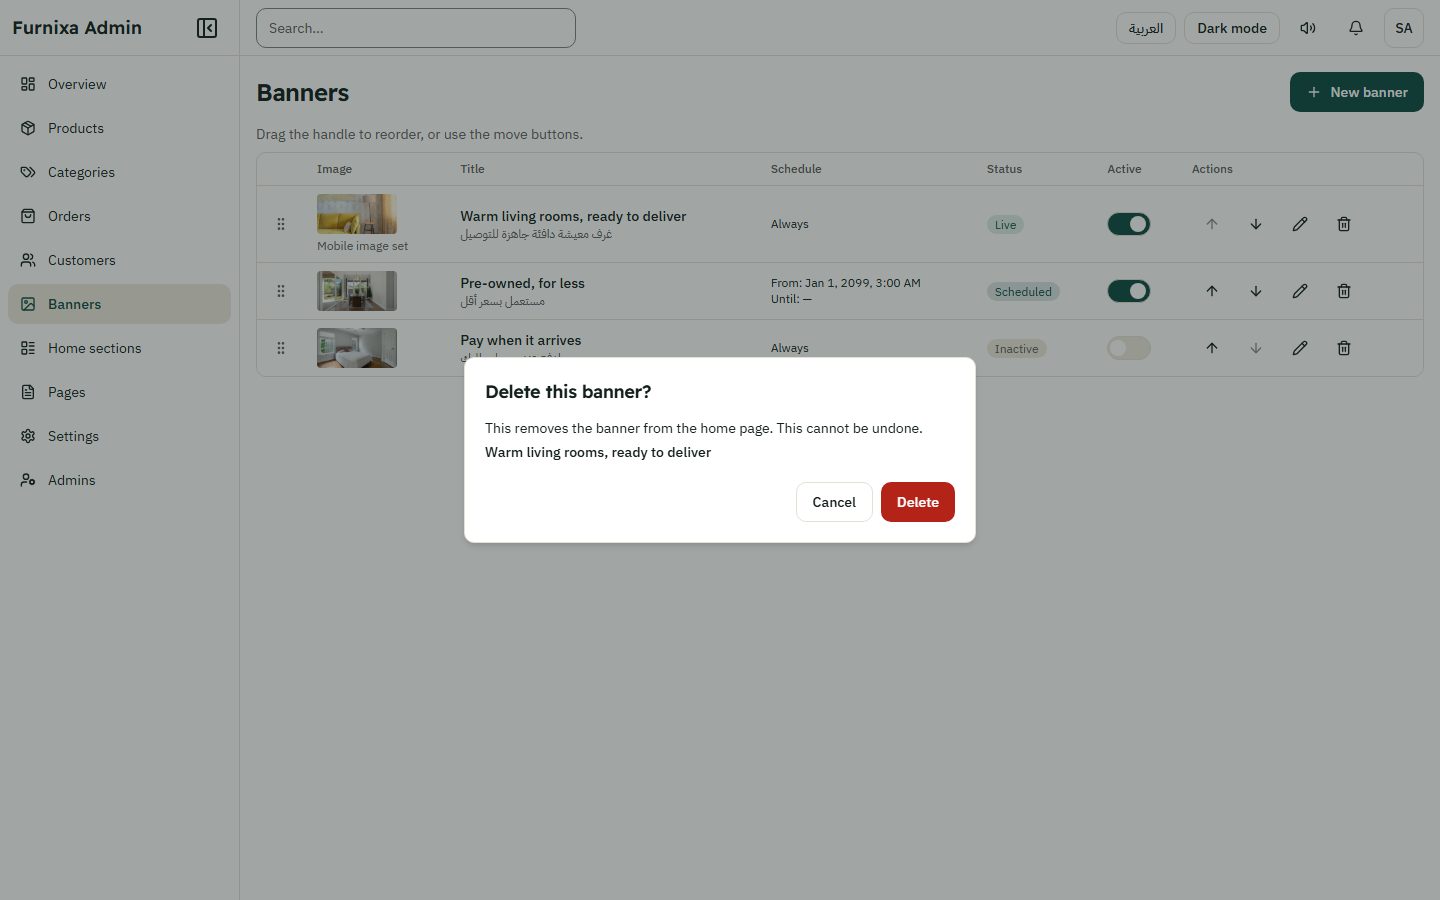 Furnixa Admin
Search...
العربية
Dark mode
SA
Overview
Products
Categories
Orders
Customers
Banners
Home sections
Pages
Settings
Admins
Banners
New banner
Drag the handle to reorder, or use the move buttons.
Image Title Schedule Status Active Actions
Warm living rooms, ready to deliver
غرف معيشة دافئة جاهزة للتوصيل
Mobile image set
Always
Live
Pre-owned, for less
مستعمل بسعر أقل
From: Jan 1, 2099, 3:00 AM
Until: —
Scheduled
Pay when it arrives
Always
Inactive
Delete this banner?
This removes the banner from the home page. This cannot be undone.
Warm living rooms, ready to deliver
Cancel
Delete